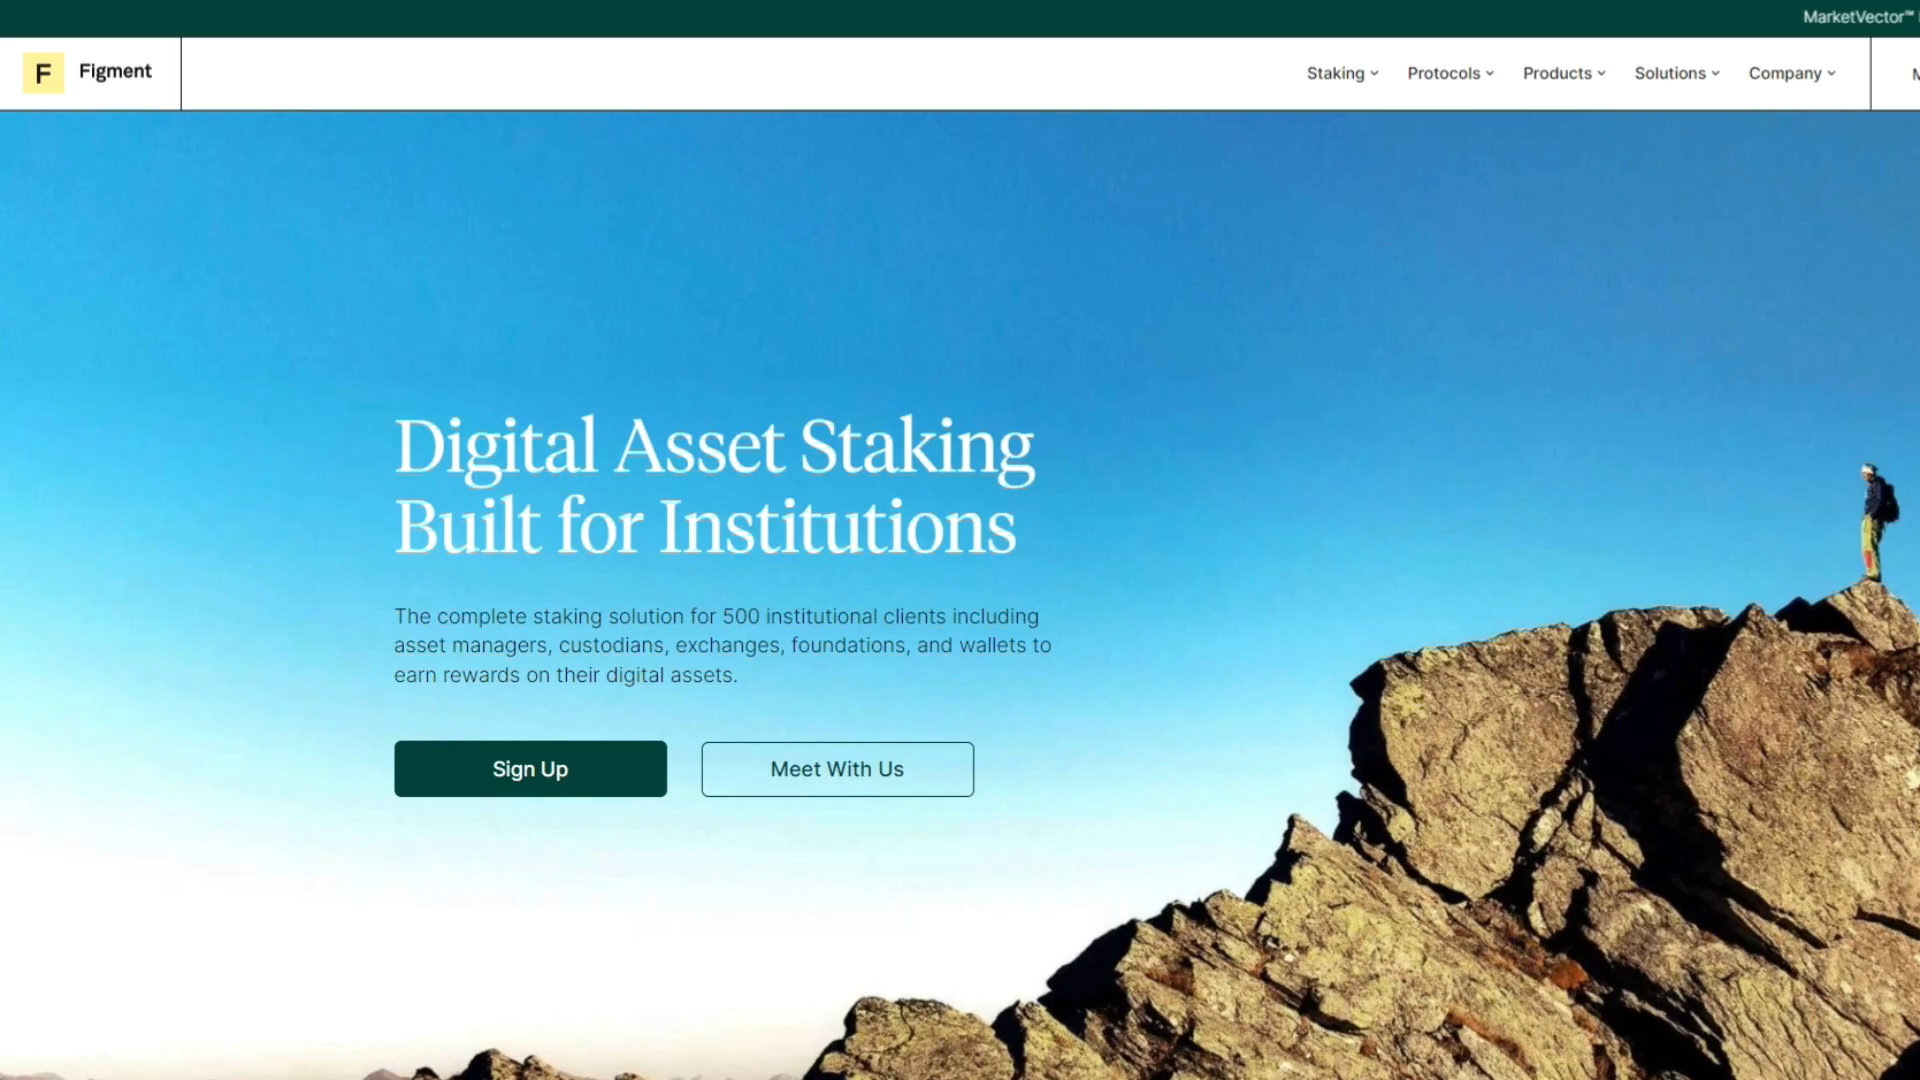 MarketVector™
F Figment
Staking Protocols Products Solutions Company
Digital Asset Staking
Built for Institutions
The complete staking solution for 500 institutional clients including
asset managers, custodians, exchanges, foundations, and wallets to
earn rewards on their digital assets.
Sign Up Meet With Us